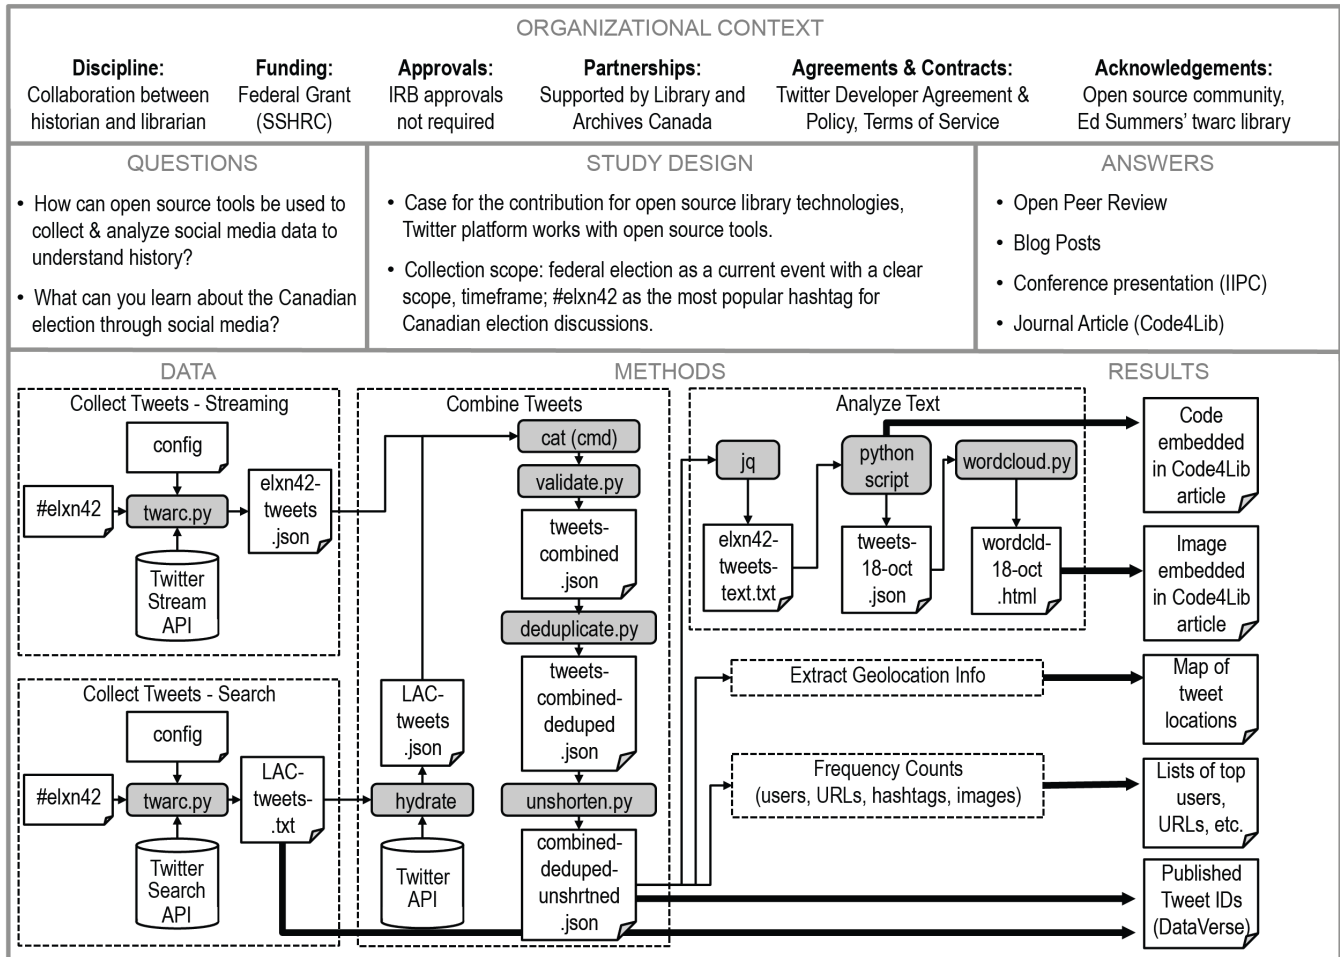 ORGANIZATIONAL CONTEXT
Discipline:
Collaboration between
historian and librarian
Funding:
Federal Grant
(SSHRC)
Approvals:
IRB approvals
not required
Partnerships:
Supported by Library and
Archives Canada
Agreements & Contracts:
Twitter Developer Agreement &
Policy, Terms of Service
Acknowledgements:
Open source community,
Ed Summers' twarc library
QUESTIONS
• How can open source tools be used to
collect & analyze social media data to
understand history?
• What can you learn about the Canadian
election through social media?
STUDY DESIGN
• Case for the contribution for open source library technologies,
Twitter platform works with open source tools.
• Collection scope: federal election as a current event with a clear
scope, timeframe; #elxn42 as the most popular hashtag for
Canadian election discussions.
ANSWERS
• Open Peer Review
• Blog Posts
• Conference presentation (IIPC)
• Journal Article (Code4Lib)
DATA
Collect Tweets - Streaming
config
#elxn42
twarc.py
elxn42-
tweets
.json
Twitter
Stream
API
Collect Tweets - Search
config
#elxn42
twarc.py
LAC-
tweets-
.txt
Twitter
Search
API
METHODS
Combine Tweets
cat (cmd)
validate.py
tweets-
combined
.json
deduplicate.py
tweets-
combined-
deduped
.json
unshorten.py
combined-
deduped-
unshrtned
.json
LAC-
tweets
.json
hydrate
Twitter
API
Analyze Text
jq
python
script
wordcloud.py
elxn42-
tweets-
text.txt
tweets-
18-oct
.json
wordcld-
18-oct
.html
Extract Geolocation Info
Frequency Counts
(users, URLs, hashtags, images)
RESULTS
Code
embedded
in Code4Lib
article
Image
embedded
in Code4Lib
article
Map of
tweet
locations
Lists of top
users,
URLs, etc.
Published
Tweet IDs
(DataVerse)